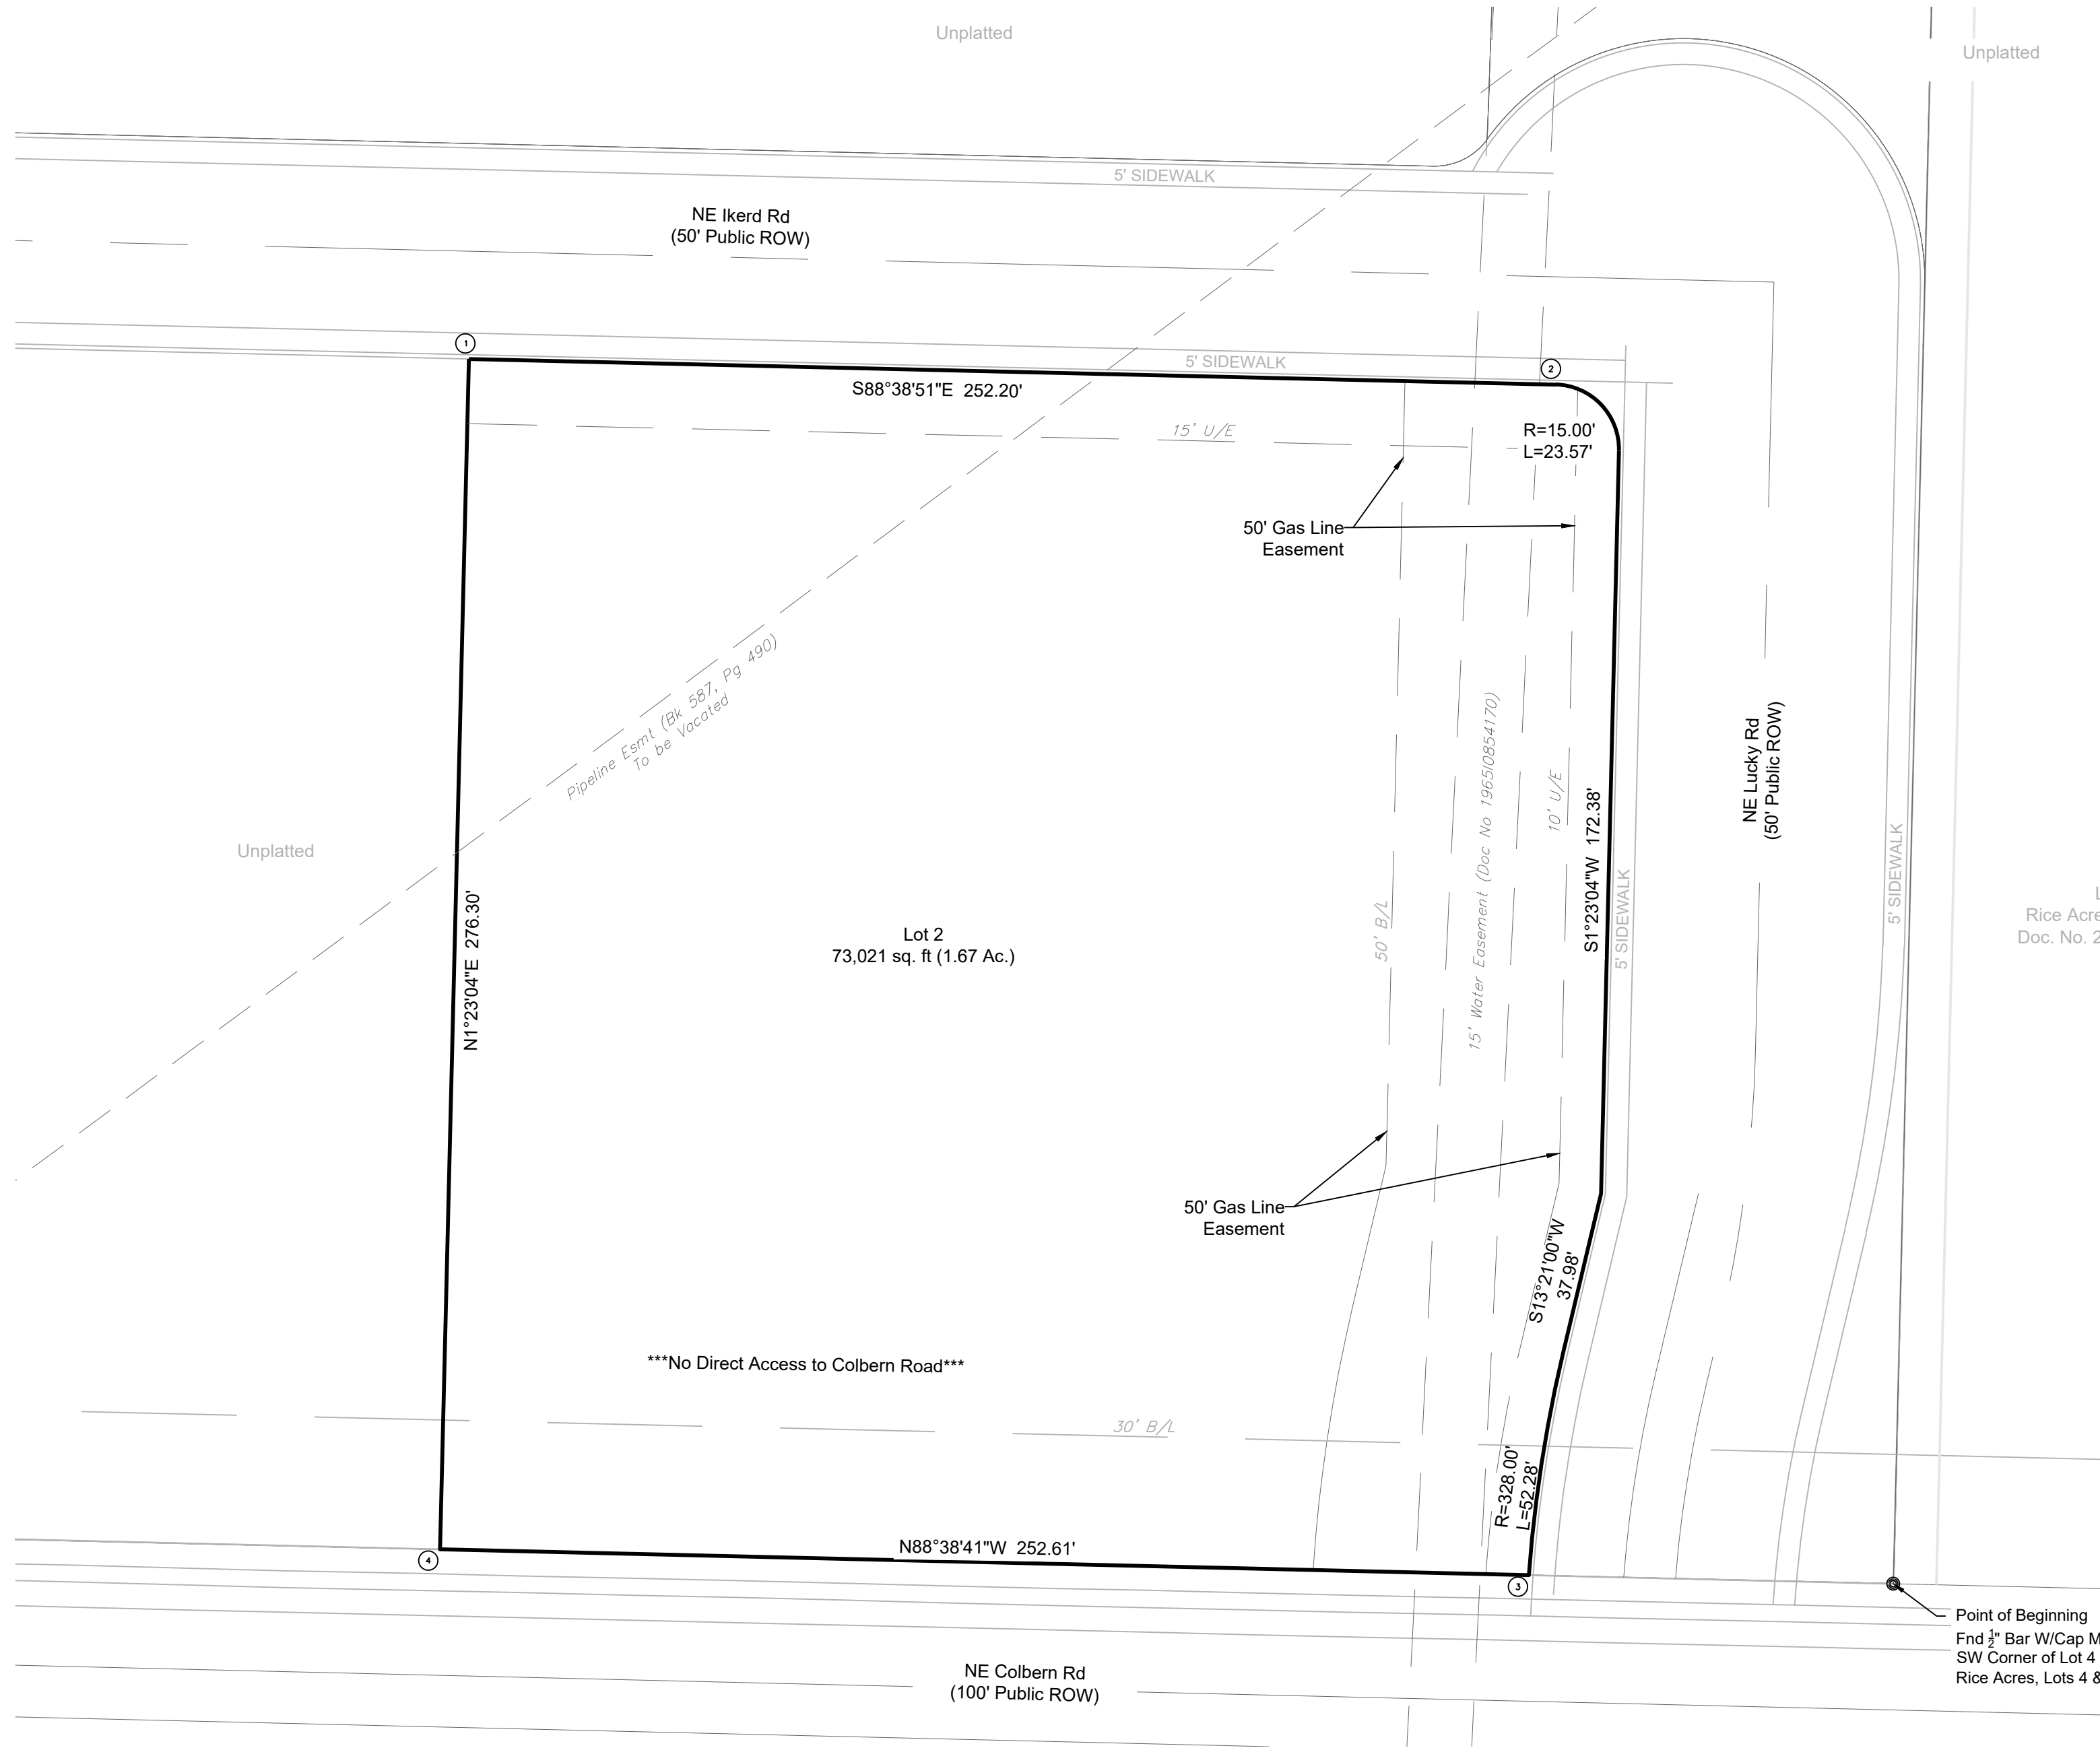 Unplatted
Unplatted
5' SIDEWALK
NE Ikerd Rd
(50' Public ROW)
1
5' SIDEWALK
2
S88°38'51"E 252.20'
15' U/E
R=15.00'
L=23.57'
50' Gas Line
Easement
Pipeline Esmt (Bk 587, Pg 490)
To be Vacated
15' Water Easement (Doc No 1965I0854170)
10' U/E
S1°23'04"W 172.38'
5' SIDEWALK
NE Lucky Rd
(50' Public ROW)
5' SIDEWALK
Unplatted
N1°23'04"E 276.30'
Lot 2
73,021 sq. ft (1.67 Ac.)
50' B/L
L
Rice Acre
Doc. No. 2
50' Gas Line
Easement
S13°21'00"W
37.98'
***No Direct Access to Colbern Road***
30' B/L
R=328.00'
L=52.28'
N88°38'41"W 252.61'
4
3
Point of Beginning
Fnd 1/2" Bar W/Cap M
SW Corner of Lot 4
Rice Acres, Lots 4 &
NE Colbern Rd
(100' Public ROW)